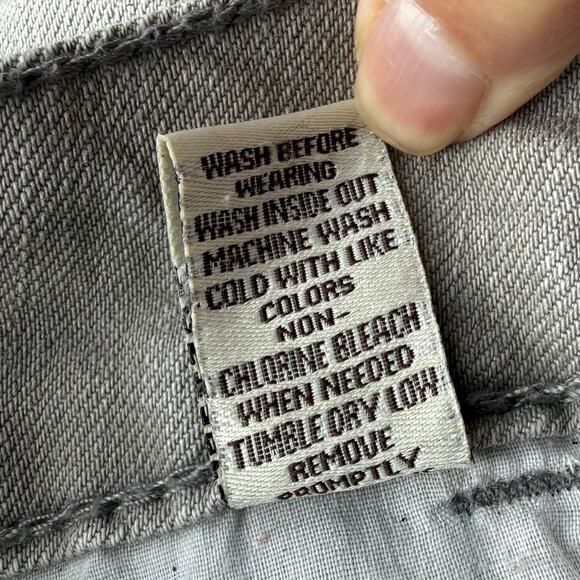 WASH BEFORE
WEARING
WASH INSIDE OUT
MACHINE WASH
COLD WITH LIKE
COLORS
NON-
CHLORINE BLEACH
WHEN NEEDED
TUMBLE DRY LOW
REMOVE
PROMPTLY